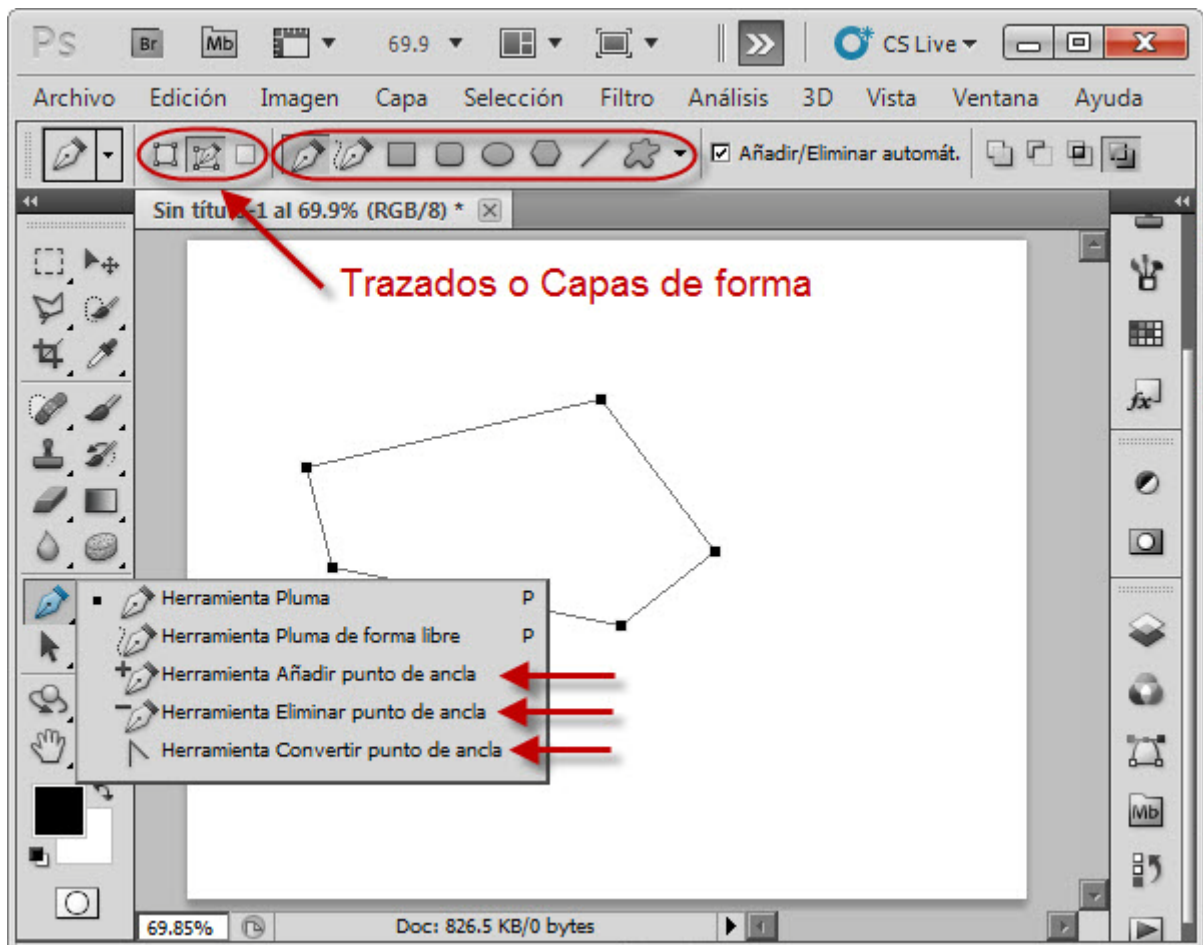 Ps Br Mb 69.9 CS Live
Archivo Edición Imagen Capa Selección Filtro Análisis 3D Vista Ventana Ayuda
Añadir/Eliminar automát.
Sin título-1 al 69.9% (RGB/8) *
Trazados o Capas de forma
fx
Herramienta Pluma P
Herramienta Pluma de forma libre P
Herramienta Añadir punto de ancla
Herramienta Eliminar punto de ancla
Herramienta Convertir punto de ancla
Mb
69.85% Doc: 826.5 KB/0 bytes